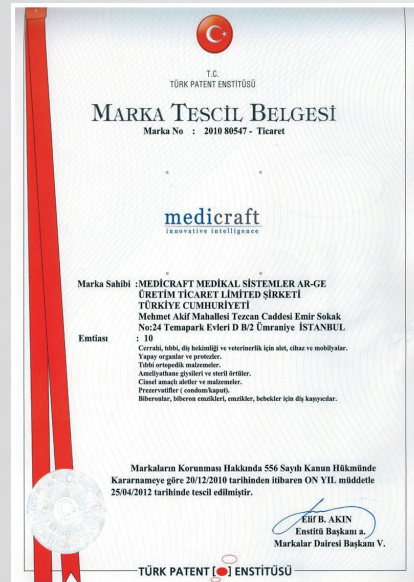 T.C.
TÜRK PATENT ENSTİTÜSÜ
MARKA TESCİL BELGESİ
Marka No : 2010 80547 - Ticaret
medicraft
innovative intelligence
Marka Sahibi :MEDİCRAFT MEDİKAL SİSTEMLER AR-GE
ÜRETİM TİCARET LİMİTED ŞİRKETİ
TÜRKİYE CUMHURİYETİ
Mehmet Akif Mahallesi Tezcan Caddesi Emir Sokak
No:24 Temapark Evleri D B/2 Ümraniye İSTANBUL
Emtiası : 10
Cerrahi, tıbbi, diş hekimliği ve veterinerlik için alet, cihaz ve mobilyalar.
Yapay organlar ve protezler.
Tıbbi ortopedik malzemeler.
Ameliyathane giysileri ve steril örtüler.
Cinsel amaçlı aletler ve malzemeler.
Prezervatifler ( condom/kaput).
Biberonlar, biberon emzikleri, emzikler, bebekler için diş kaşıyıcılar.
Markaların Korunması Hakkında 556 Sayılı Kanun Hükmünde
Kararnameye göre 20/12/2010 tarihinden itibaren ON YIL müddetle
25/04/2012 tarihinde tescil edilmiştir.
Elif B. AKIN
Enstitü Başkanı a.
Markalar Dairesi Başkanı V.
TÜRK PATENT ENSTİTÜSÜ